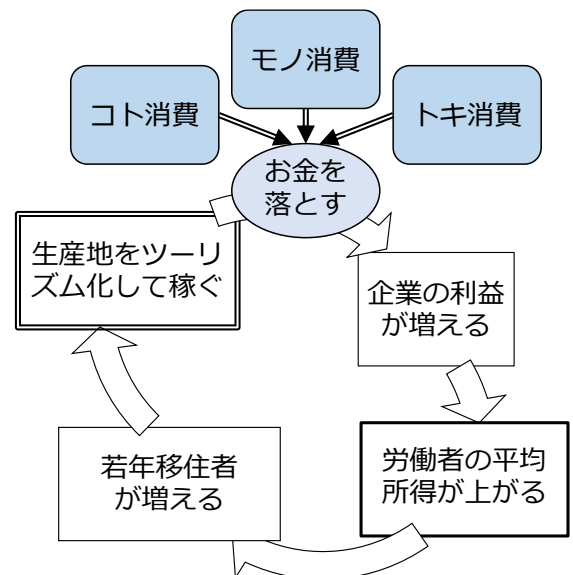 モノ消費
コト消費
トキ消費
お金を
落とす
生産地をツーリ
ズム化して稼ぐ
企業の利益
が増える
労働者の平均
所得が上がる
若年移住者
が増える